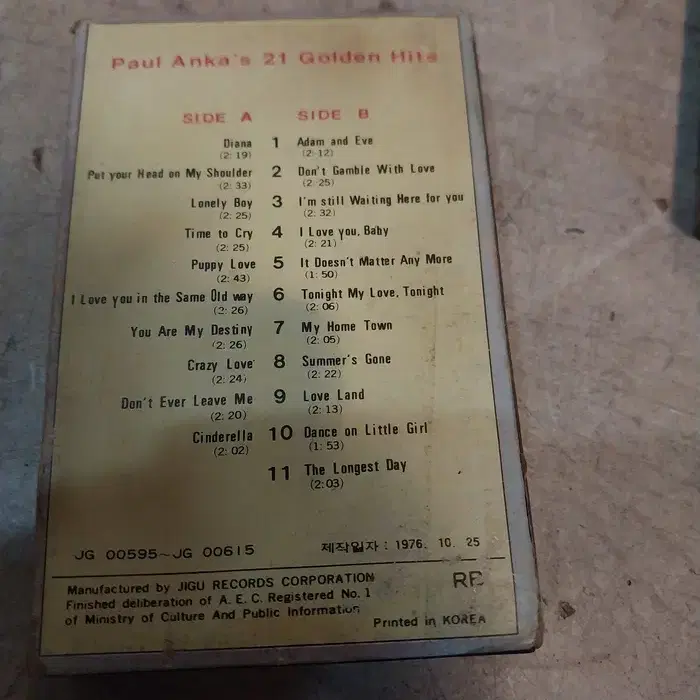 Paul Anka's 21 Golden Hits
SIDE A SIDE B
Diana 1 Adam and Eve
(2:19) (2:12)
Put your Head on My Shoulder 2 Don't Gamble With Love
(2:33) (2:25)
Lonely Boy 3 I'm still Waiting Here for you
(2:25) (2:32)
Time to Cry 4 I Love you, Baby
(2:25) (2:21)
Puppy Love 5 It Doesn't Matter Any More
(2:43) (1:50)
I Love you in the Same Old way 6 Tonight My Love, Tonight
(2:26) (2:06)
You Are My Destiny 7 My Home Town
(2:26) (2:05)
Crazy Love 8 Summer's Gone
(2:24) (2:22)
Don't Ever Leave Me 9 Love Land
(2:20) (2:13)
Cinderella 10 Dance on Little Girl
(2:02) (1:53)
11 The Longest Day
(2:03)
JG 00595~JG 00615 제작일자 : 1976. 10. 25
Manufactured by JIGU RECORDS CORPORATION
Finished deliberation of A.E.C. Registered No. 1
of Ministry of Culture And Public Information
Printed in KOREA